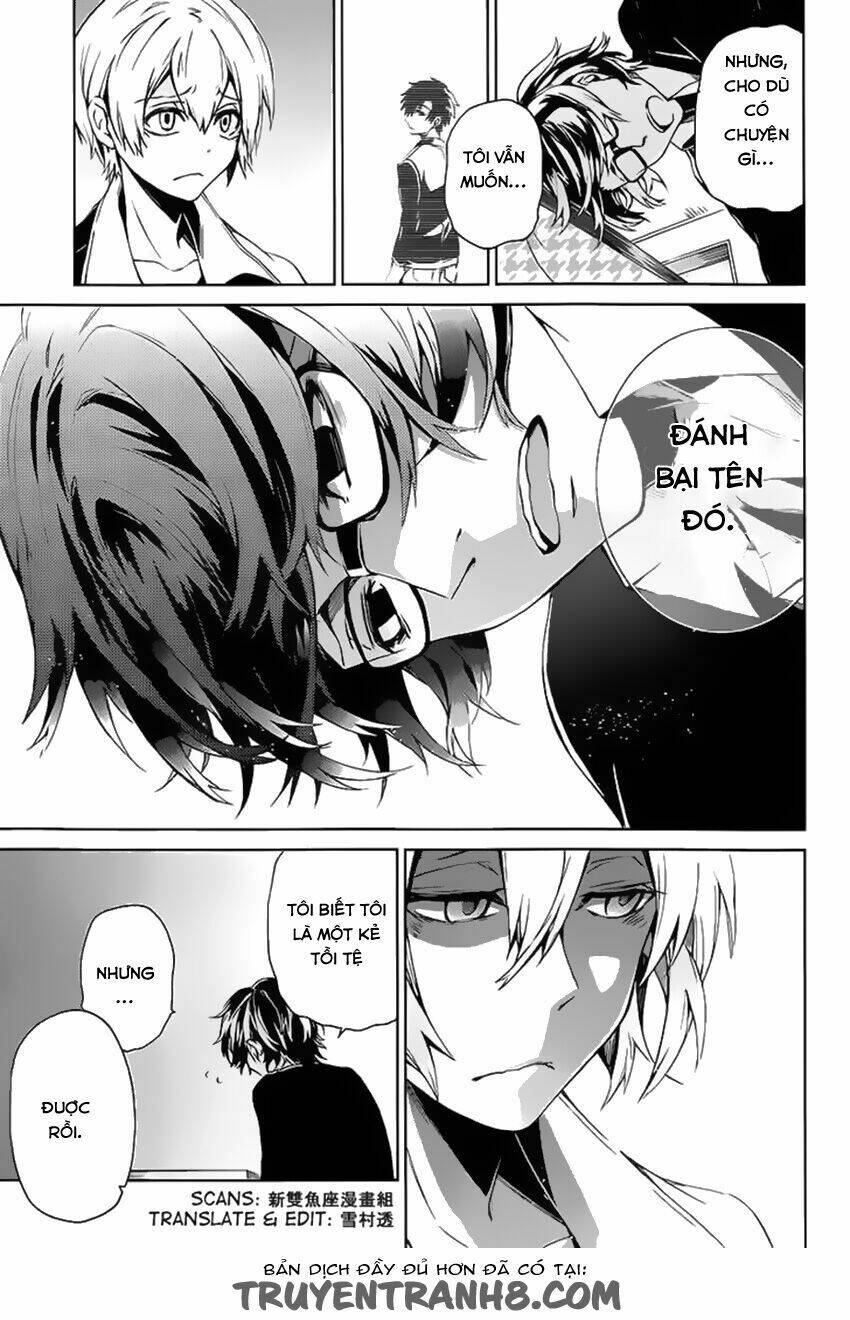 NHƯNG,
CHO DÙ
CÓ
CHUYỆN
GÌ...
TÔI VẪN
MUỐN...
ĐÁNH
BẠI TÊN
ĐÓ.
TÔI BIẾT TÔI
LÀ MỘT KẺ
TỒI TỆ
NHƯNG
...
ĐƯỢC
RỒI.
SCANS: 新雙魚座漫畫組
TRANSLATE & EDIT: 雪村透
BẢN DỊCH ĐẦY ĐỦ HƠN ĐÃ CÓ TẠI:
TRUYENTRANH8.COM